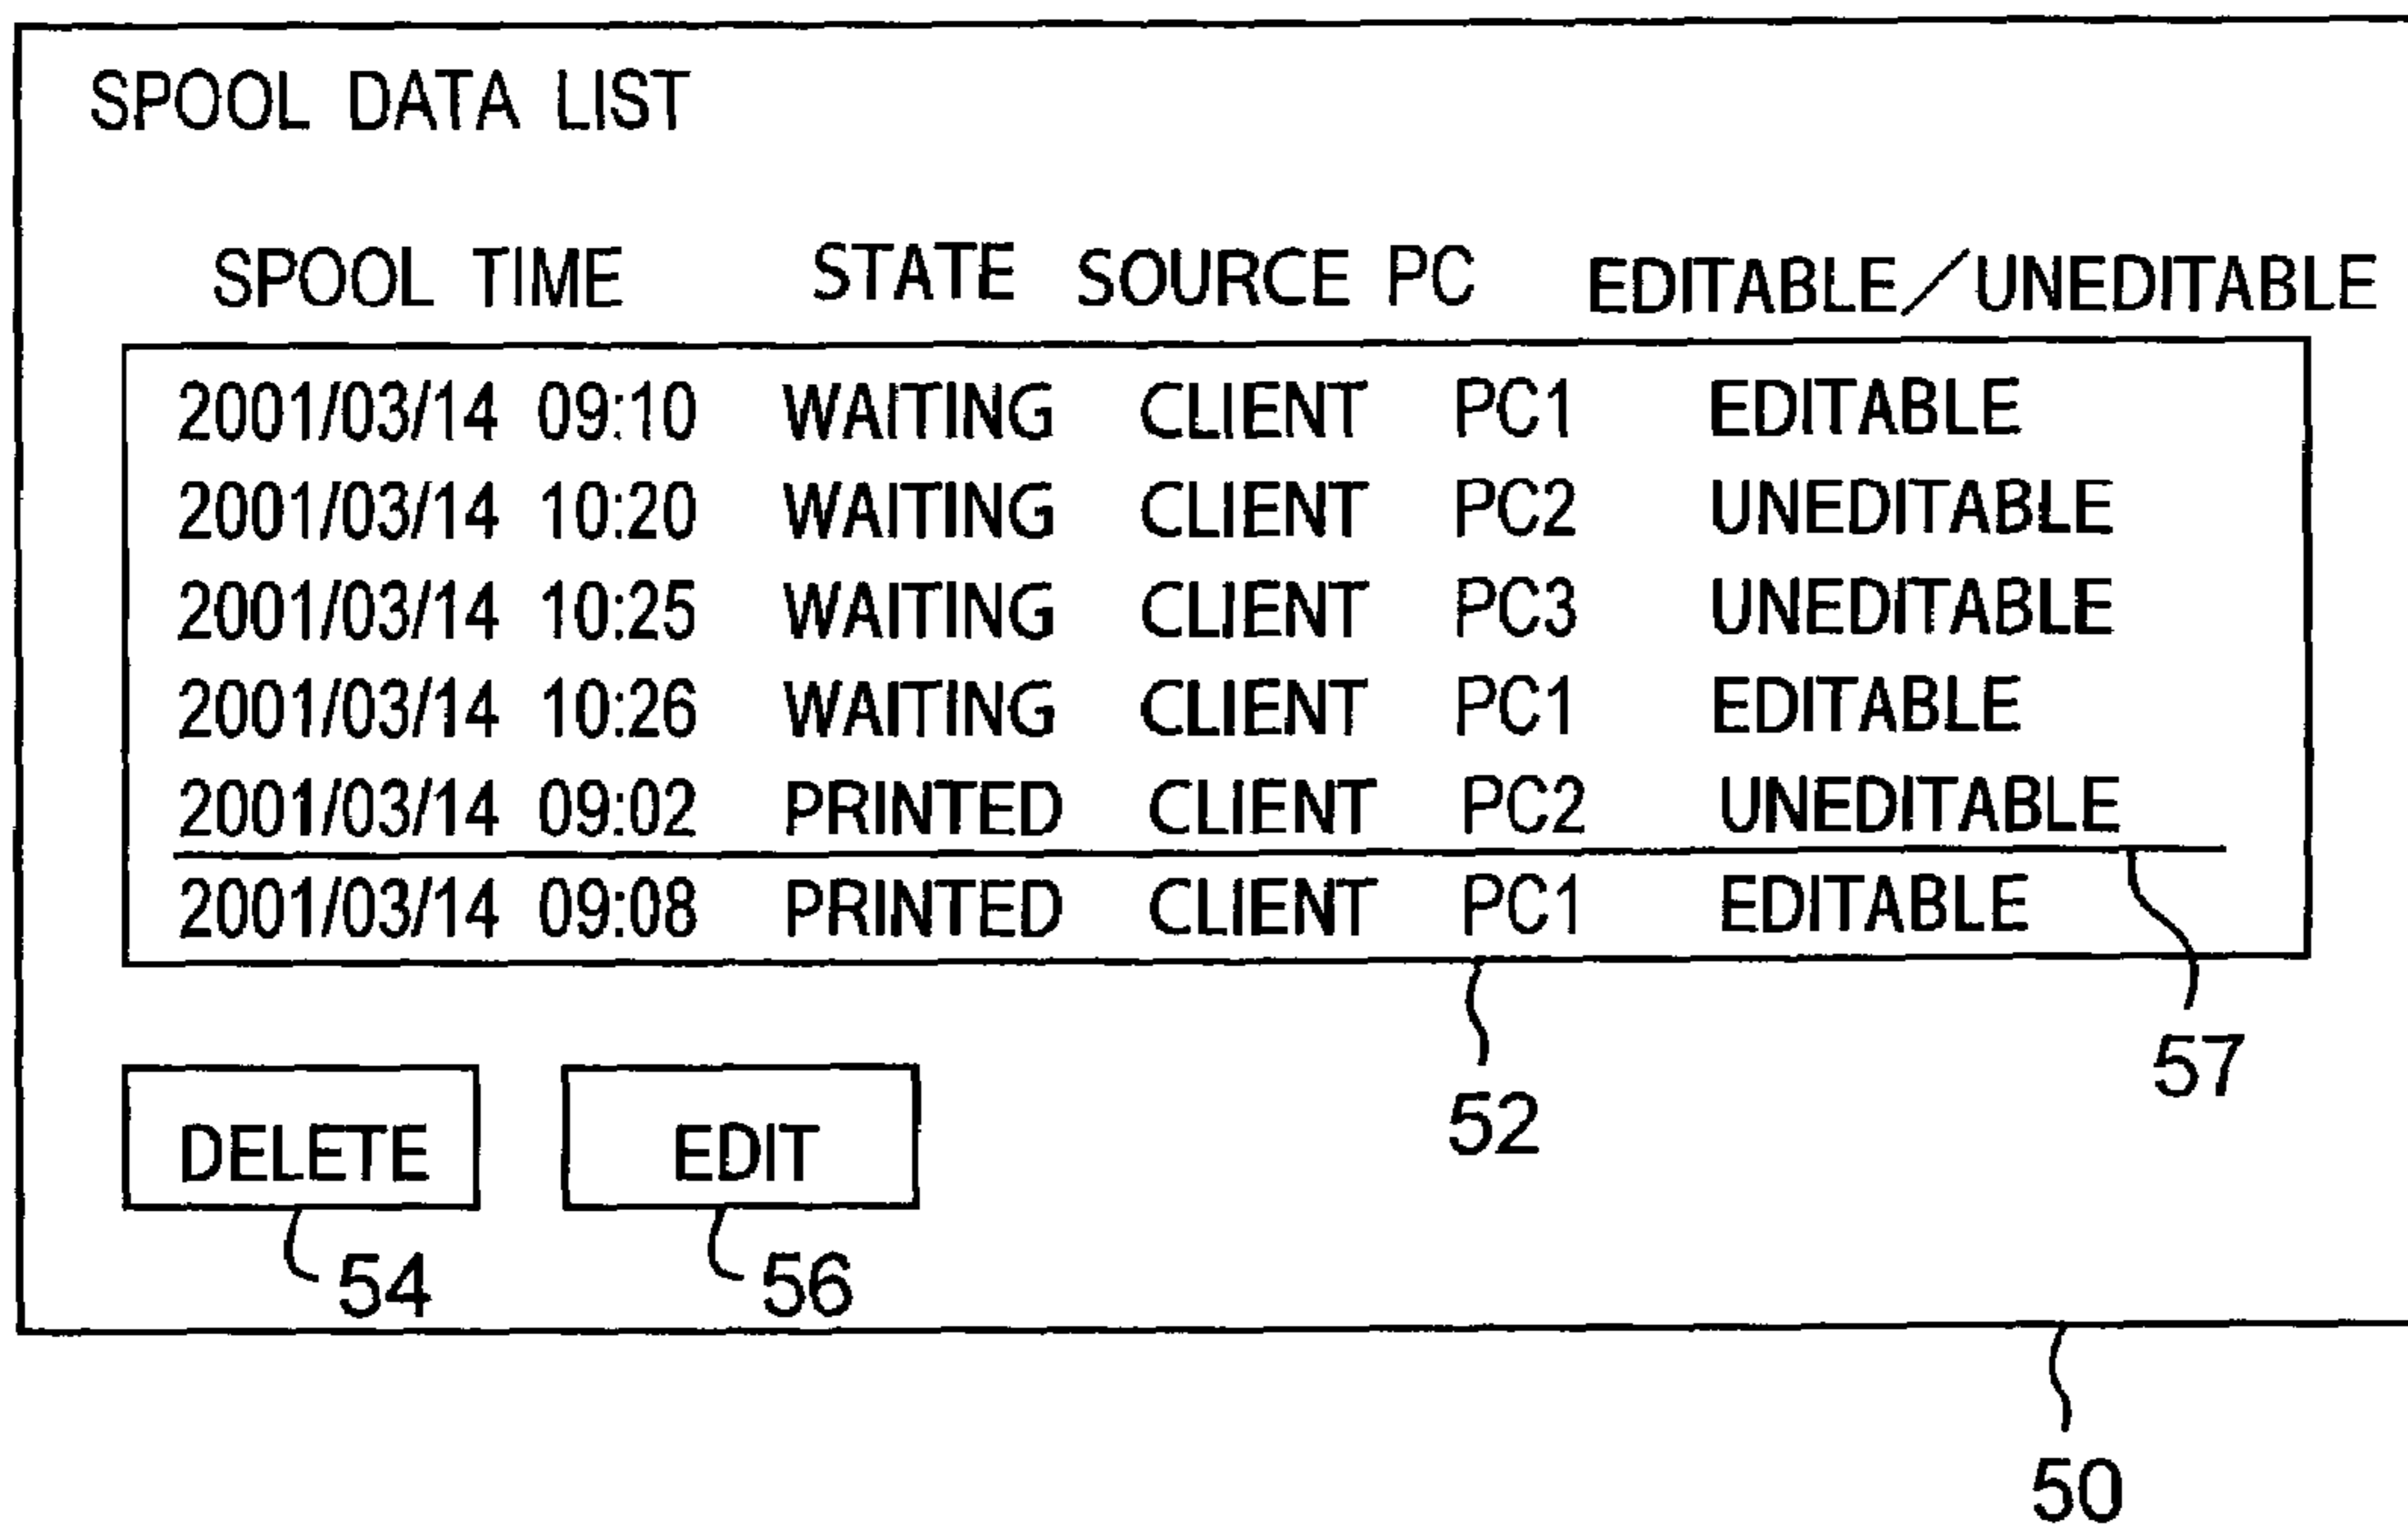 SPOOL DATA LIST
SPOOL TIME STATE SOURCE PC EDITABLE/UNEDITABLE
2001/03/14 09:10 WAITING CLIENT PC1 EDITABLE
2001/03/14 10:20 WAITING CLIENT PC2 UNEDITABLE
2001/03/14 10:25 WAITING CLIENT PC3 UNEDITABLE
2001/03/14 10:26 WAITING CLIENT PC1 EDITABLE
2001/03/14 09:02 PRINTED CLIENT PC2 UNEDITABLE
2001/03/14 09:08 PRINTED CLIENT PC1 EDITABLE
57
52
DELETE EDIT
54 56
50